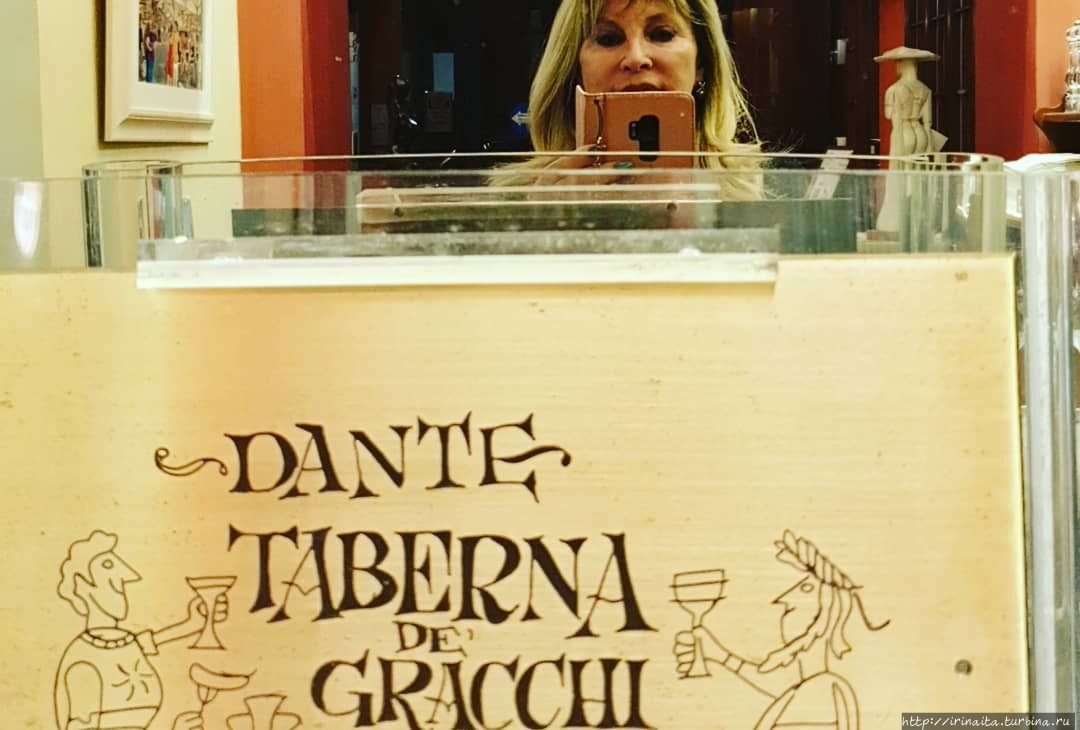 DANTE
TABERNA
DE'
GRACCHI
http://irinaita.turbina.ru